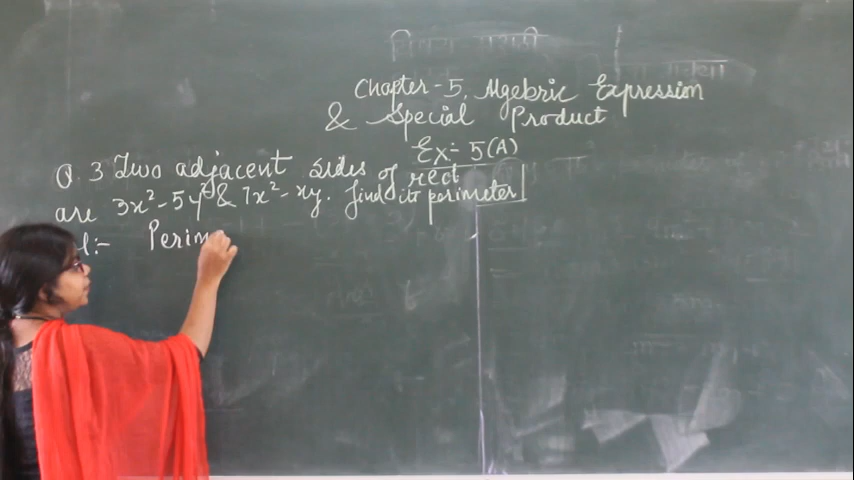 Chapter-5, Algebric Expression
& Special Product
Ex:- 5(A)
Q.3 Two adjacent sides of rect
are 3x²-5y² & 7x²-xy. find its perimeter
Perim